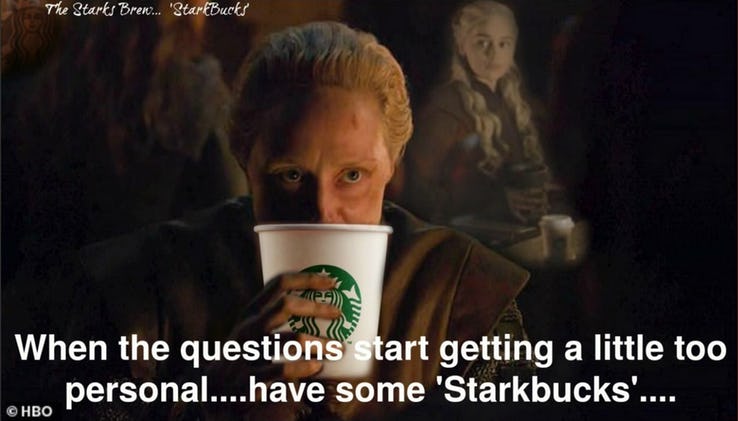 The Starks Brew... 'StarkBucks'
When the questions start getting a little too
personal....have some 'Starkbucks'....
© HBO